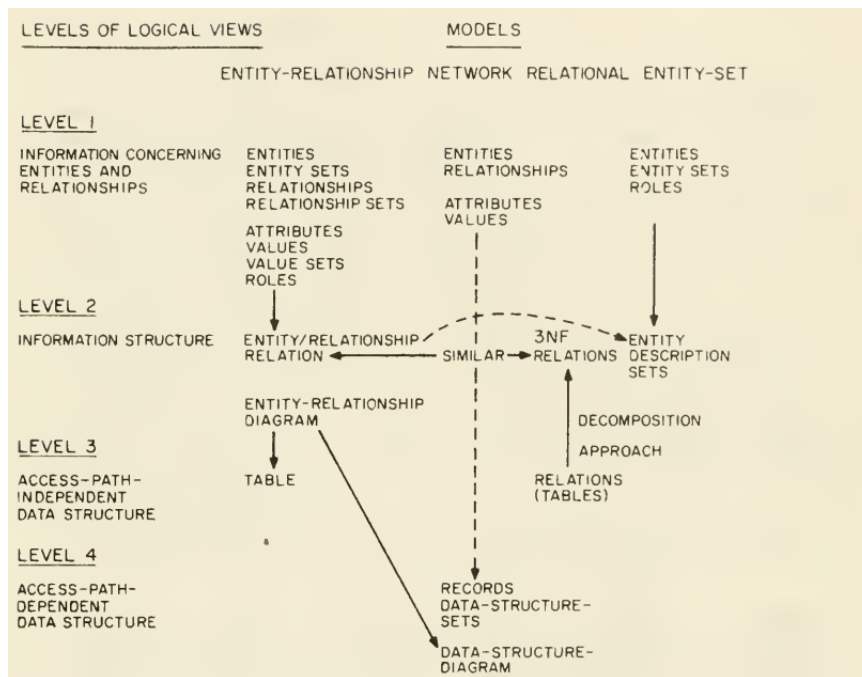 LEVELS OF LOGICAL VIEWS
MODELS
ENTITY-RELATIONSHIP NETWORK RELATIONAL ENTITY-SET
LEVEL 1
INFORMATION CONCERNING
ENTITIES AND
RELATIONSHIPS
ENTITIES
ENTITY SETS
RELATIONSHIPS
RELATIONSHIP SETS
ATTRIBUTES
VALUES
VALUE SETS
ROLES
ENTITIES
RELATIONSHIPS
ATTRIBUTES
VALUES
ENTITIES
ENTITY SETS
ROLES
LEVEL 2
INFORMATION STRUCTURE
ENTITY/RELATIONSHIP
RELATION
SIMILAR
3NF
RELATIONS
ENTITY
DESCRIPTION
SETS
ENTITY-RELATIONSHIP
DIAGRAM
DECOMPOSITION
APPROACH
LEVEL 3
ACCESS-PATH-
INDEPENDENT
DATA STRUCTURE
TABLE
RELATIONS
(TABLES)
LEVEL 4
ACCESS-PATH-
DEPENDENT
DATA STRUCTURE
RECORDS
DATA-STRUCTURE-
SETS
DATA-STRUCTURE-
DIAGRAM